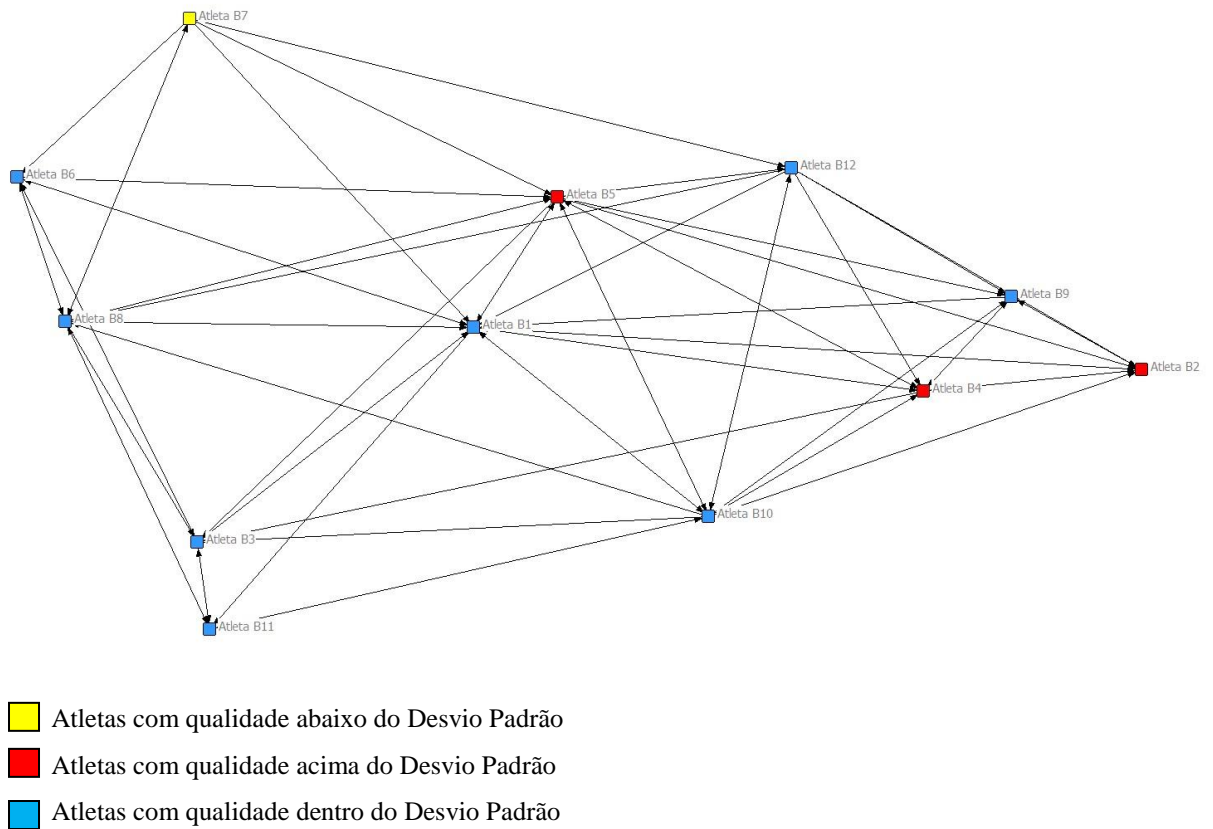 Atleta B7
Atleta B12
Atleta B6
Atleta B5
Atleta B9
Atleta B8
Atleta B1
Atleta B2
Atleta B4
Atleta B10
Atleta B3
Atleta B11
Atletas com qualidade abaixo do Desvio Padrão
Atletas com qualidade acima do Desvio Padrão
Atletas com qualidade dentro do Desvio Padrão